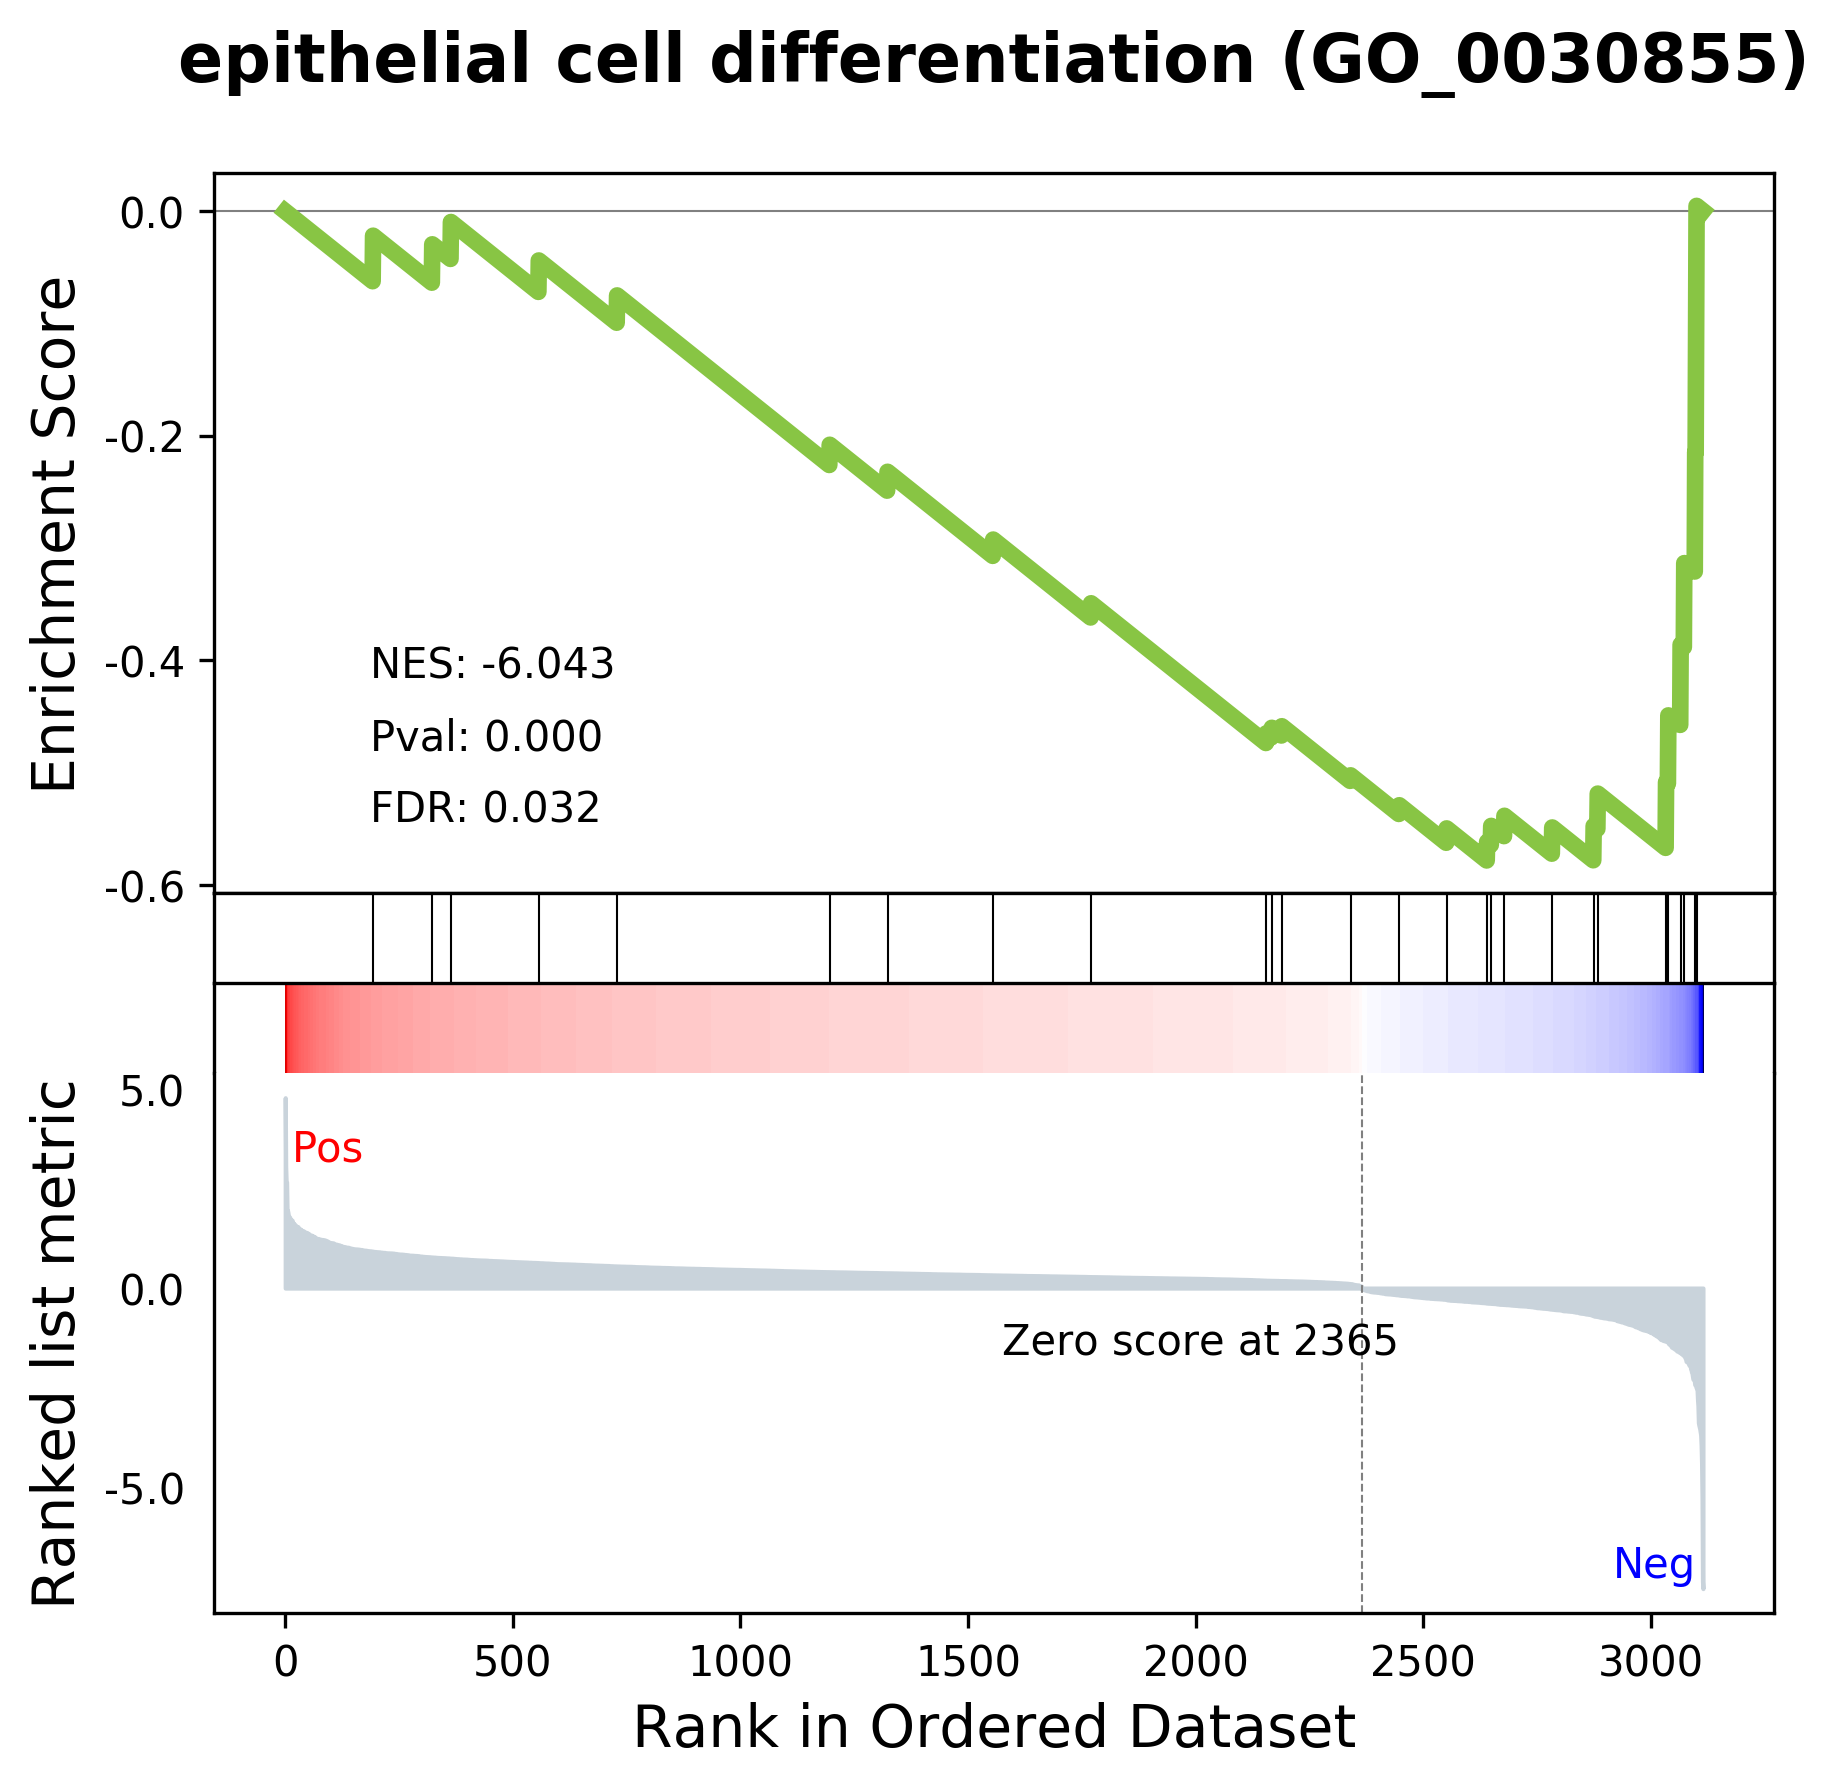 epithelial cell differentiation (GO_0030855)
Enrichment Score
0.0
-0.2
-0.4
-0.6
NES: -6.043
Pval: 0.000
FDR: 0.032
Ranked list metric
5.0
0.0
-5.0
Pos
Zero score at 2365
Neg
0 500 1000 1500 2000 2500 3000
Rank in Ordered Dataset